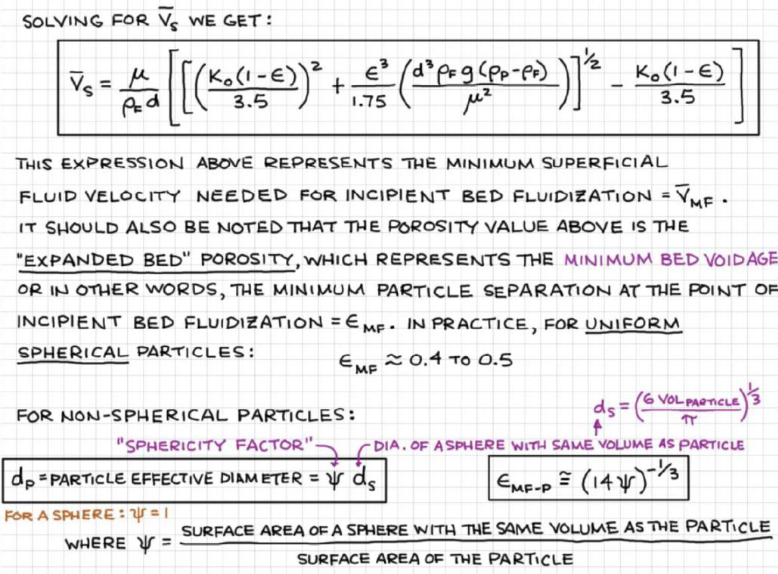 SOLVING FOR V̅s WE GET:
V̅s = μ/(ρF d) [ [ (K₀(1-ε)/3.5)² + ε³/1.75 (d³ρF g(ρP-ρF)/μ²) ]^½ - K₀(1-ε)/3.5 ]
THIS EXPRESSION ABOVE REPRESENTS THE MINIMUM SUPERFICIAL
FLUID VELOCITY NEEDED FOR INCIPIENT BED FLUIDIZATION = V̅MF.
IT SHOULD ALSO BE NOTED THAT THE POROSITY VALUE ABOVE IS THE
"EXPANDED BED" POROSITY, WHICH REPRESENTS THE MINIMUM BED VOIDAGE
OR IN OTHER WORDS, THE MINIMUM PARTICLE SEPARATION AT THE POINT OF
INCIPIENT BED FLUIDIZATION = εMF. IN PRACTICE, FOR UNIFORM
SPHERICAL PARTICLES: εMF ≈ 0.4 TO 0.5
FOR NON-SPHERICAL PARTICLES: ds = (6 VOL PARTICLE/π)^⅓
"SPHERICITY FACTOR" DIA. OF A SPHERE WITH SAME VOLUME AS PARTICLE
dP = PARTICLE EFFECTIVE DIAMETER = ψ ds εMF-P ≅ (14ψ)^-⅓
FOR A SPHERE: ψ=1
WHERE ψ = SURFACE AREA OF A SPHERE WITH THE SAME VOLUME AS THE PARTICLE
SURFACE AREA OF THE PARTICLE